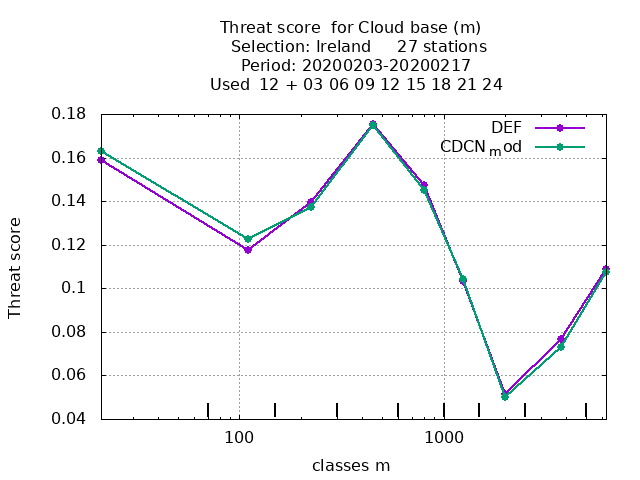 Threat score  for Cloud base (m)
Selection: Ireland     27 stations
Period: 20200203-20200217
Used  12 + 03 06 09 12 15 18 21 24
0.18
0.16
0.14
0.12
0.1
0.08
0.06
0.04
Threat score
DEF
CDCN_mod
100
1000
classes m